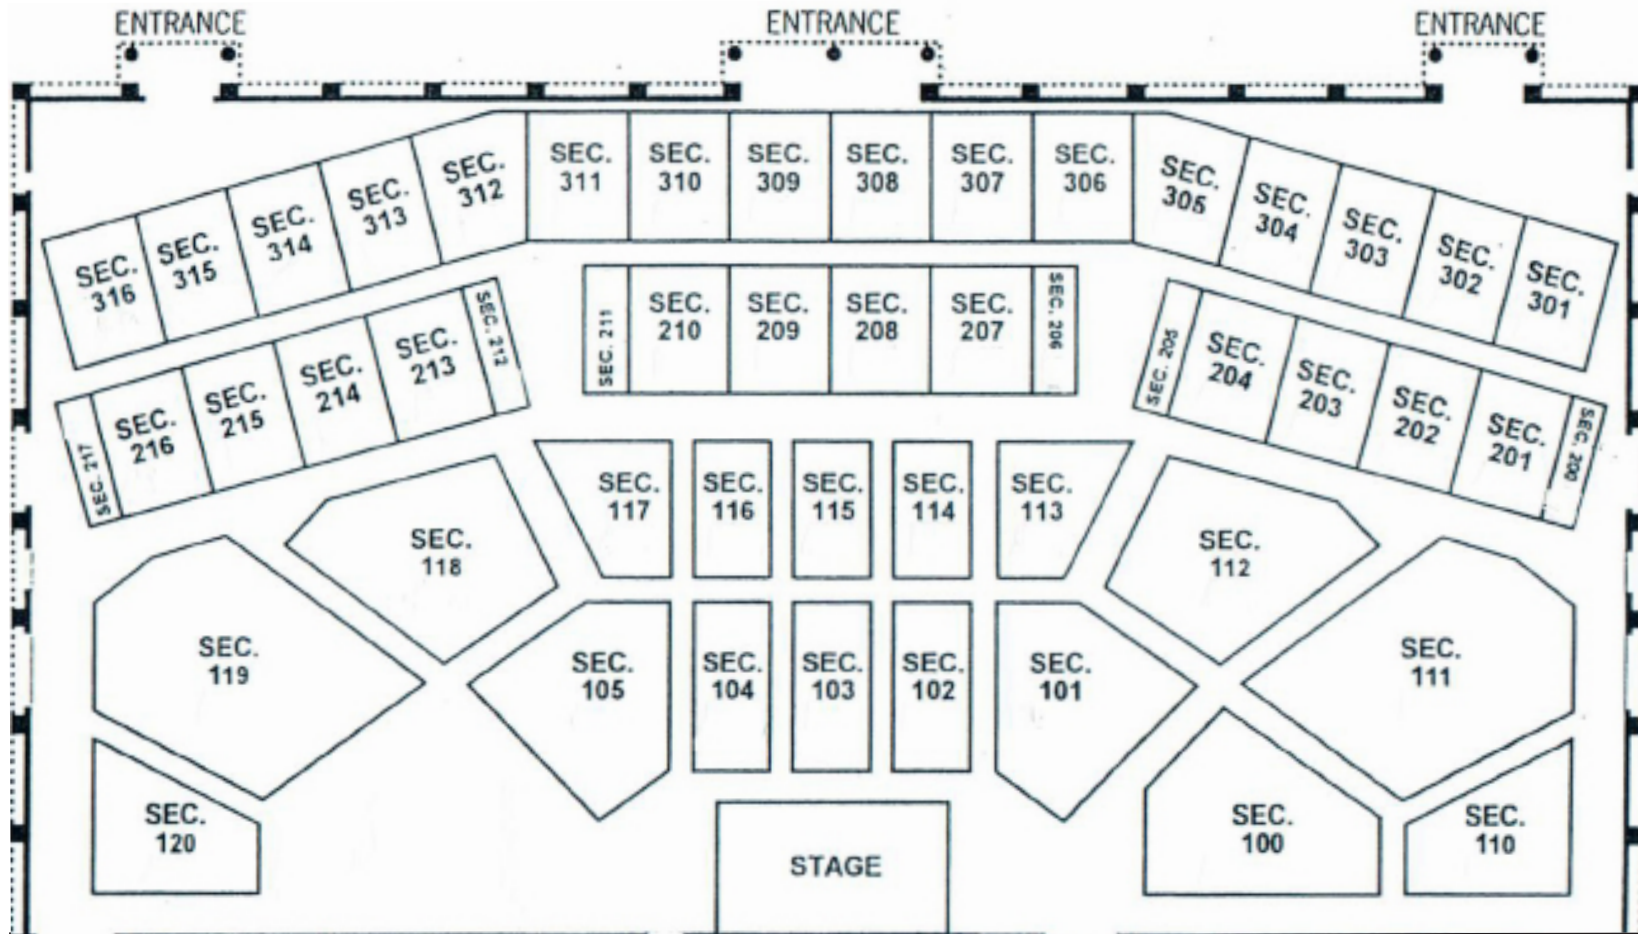 ENTRANCE
ENTRANCE
ENTRANCE
SEC.
316
SEC.
315
SEC.
314
SEC.
313
SEC.
312
SEC.
311
SEC.
310
SEC.
309
SEC.
308
SEC.
307
SEC.
306
SEC.
305
SEC.
304
SEC.
303
SEC.
302
SEC.
301
SEC. 217
SEC.
216
SEC.
215
SEC.
214
SEC.
213
SEC. 212
SEC. 211
SEC.
210
SEC.
209
SEC.
208
SEC.
207
SEC. 206
SEC. 205
SEC.
204
SEC.
203
SEC.
202
SEC.
201
SEC. 200
SEC.
119
SEC.
118
SEC.
117
SEC.
116
SEC.
115
SEC.
114
SEC.
113
SEC.
112
SEC.
111
SEC.
120
SEC.
105
SEC.
104
SEC.
103
SEC.
102
SEC.
101
SEC.
100
SEC.
110
STAGE